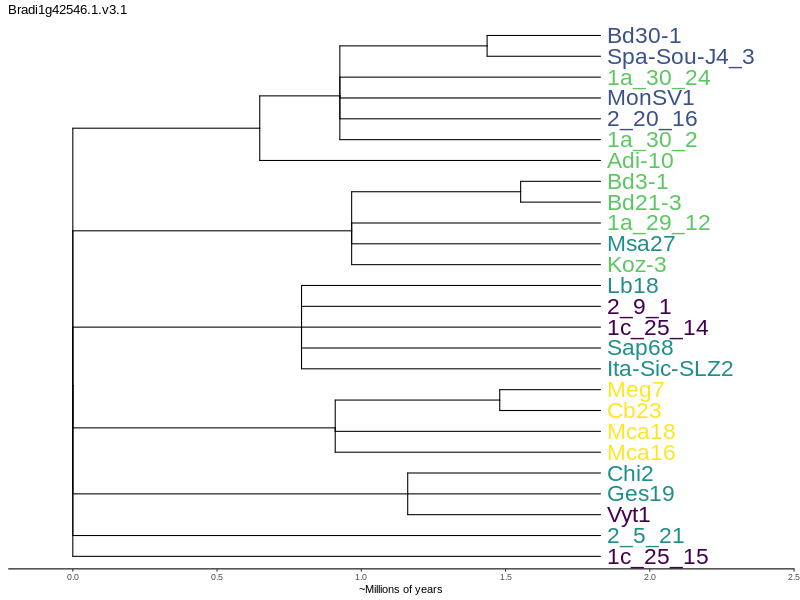 Bradi1g42546.1.v3.1
Bd30-1
Spa-Sou-J4_3
1a_30_24
MonSV1
2_20_16
1a_30_2
Adi-10
Bd3-1
Bd21-3
1a_29_12
Msa27
Koz-3
Lb18
2_9_1
1c_25_14
Sap68
Ita-Sic-SLZ2
Meg7
Cb23
Mca18
Mca16
Chi2
Ges19
Vyt1
2_5_21
1c_25_15
0.0 0.5 1.0 1.5 2.0 2.5
~Millions of years